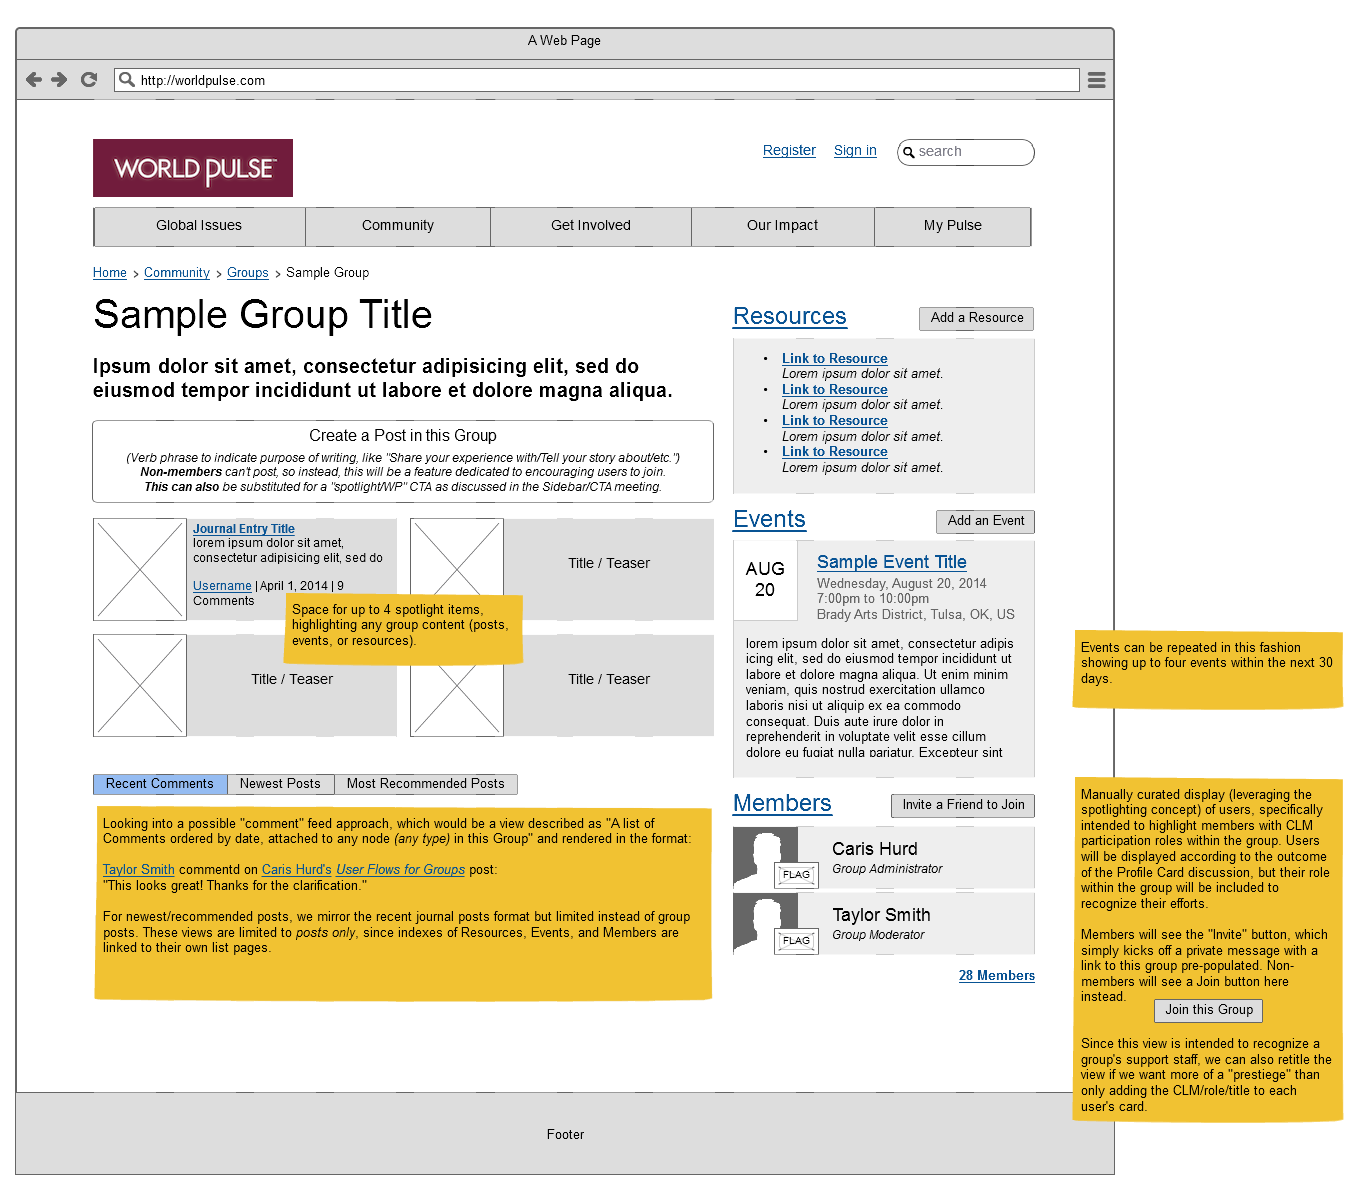 A Web Page
http://worldpulse.com
WORLD PULSE™
Register
Sign in
search
Global Issues
Community
Get Involved
Our Impact
My Pulse
Home > Community > Groups > Sample Group
Sample Group Title
Ipsum dolor sit amet, consectetur adipisicing elit, sed do
eiusmod tempor incididunt ut labore et dolore magna aliqua.
Create a Post in this Group
(Verb phrase to indicate purpose of writing, like "Share your experience with/Tell your story about/etc.")
Non-members can't post, so instead, this will be a feature dedicated to encouraging users to join.
This can also be substituted for a "spotlight/WP" CTA as discussed in the Sidebar/CTA meeting.
Journal Entry Title
lorem ipsum dolor sit amet,
consectetur adipisicing elit, sed do
Username | April 1, 2014 | 9
Comments
Title / Teaser
Space for up to 4 spotlight items,
highlighting any group content (posts,
events, or resources).
Title / Teaser
Title / Teaser
Recent Comments
Newest Posts
Most Recommended Posts
Looking into a possible "comment" feed approach, which would be a view described as "A list of
Comments ordered by date, attached to any node (any type) in this Group" and rendered in the format:
Taylor Smith commentd on Caris Hurd's User Flows for Groups post:
"This looks great! Thanks for the clarification."
For newest/recommended posts, we mirror the recent journal posts format but limited instead of group
posts. These views are limited to posts only, since indexes of Resources, Events, and Members are
linked to their own list pages.
Resources
Add a Resource
• Link to Resource
Lorem ipsum dolor sit amet.
• Link to Resource
Lorem ipsum dolor sit amet.
• Link to Resource
Lorem ipsum dolor sit amet.
• Link to Resource
Lorem ipsum dolor sit amet.
Events
Add an Event
AUG
20
Sample Event Title
Wednesday, August 20, 2014
7:00pm to 10:00pm
Brady Arts District, Tulsa, OK, US
lorem ipsum dolor sit amet, consectetur adipis
icing elit, sed do eiusmod tempor incididunt ut
labore et dolore magna aliqua. Ut enim minim
veniam, quis nostrud exercitation ullamco
laboris nisi ut aliquip ex ea commodo
consequat. Duis aute irure dolor in
reprehenderit in voluptate velit esse cillum
dolore eu fugiat nulla pariatur. Excepteur sint
Members
Invite a Friend to Join
FLAG
Caris Hurd
Group Administrator
FLAG
Taylor Smith
Group Moderator
28 Members
Events can be repeated in this fashion
showing up to four events within the next 30
days.
Manually curated display (leveraging the
spotlighting concept) of users, specifically
intended to highlight members with CLM
participation roles within the group. Users
will be displayed according to the outcome
of the Profile Card discussion, but their role
within the group will be included to
recognize their efforts.
Members will see the "Invite" button, which
simply kicks off a private message with a
link to this group pre-populated. Non-
members will see a Join button here
instead.
Join this Group
Since this view is intended to recognize a
group's support staff, we can also retitle the
view if we want more of a "prestiege" than
only adding the CLM/role/title to each
user's card.
Footer